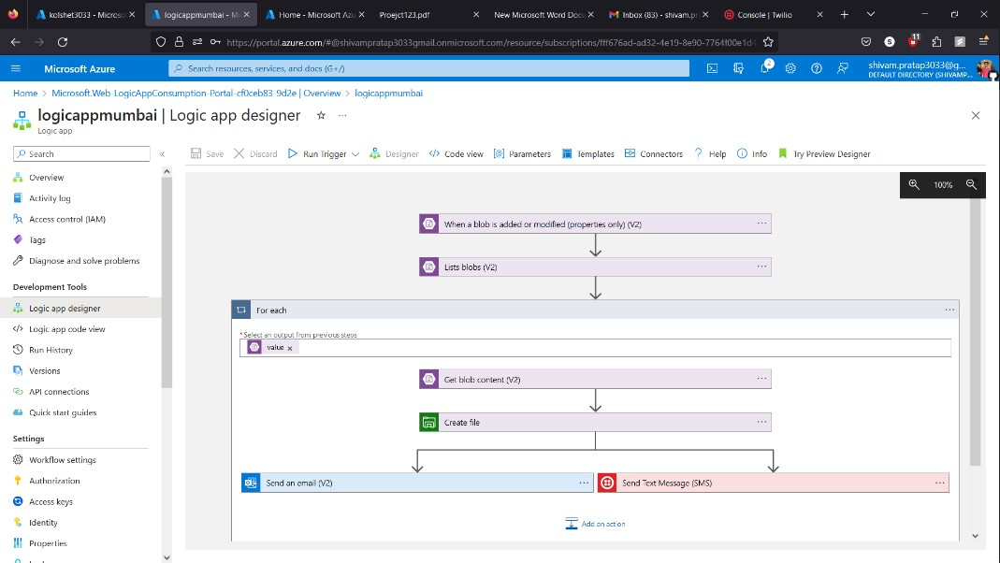 kolshet3033 - Microso
logicappmumbai - Mi
Home - Microsoft Azu
Proejct123.pdf
New Microsoft Word Docu
Inbox (83) - shivam.pr
Console | Twilio
https://portal.azure.com/#@shivampratap3033gmail.onmicrosoft.com/resource/subscriptions/fff676ad-ad32-4e19-8e90-7764f00e1d
11
Microsoft Azure
Search resources, services, and docs (G+/)
2
shivam.pratap3033@g...
DEFAULT DIRECTORY (SHIVAMP...
Home > Microsoft.Web-LogicAppConsumption-Portal-cf0ceb83-9d2e | Overview > logicappmumbai
logicappmumbai | Logic app designer
Logic app
Search
Save
Discard
Run Trigger
Designer
Code view
Parameters
Templates
Connectors
Help
Info
Try Preview Designer
Overview
Activity log
Access control (IAM)
Tags
Diagnose and solve problems
Development Tools
Logic app designer
Logic app code view
Run History
Versions
API connections
Quick start guides
Settings
Workflow settings
Authorization
Access keys
Identity
Properties
100%
When a blob is added or modified (properties only) (V2)
Lists blobs (V2)
For each
*Select an output from previous steps
value x
Get blob content (V2)
Create file
Send an email (V2)
Send Text Message (SMS)
Add an action